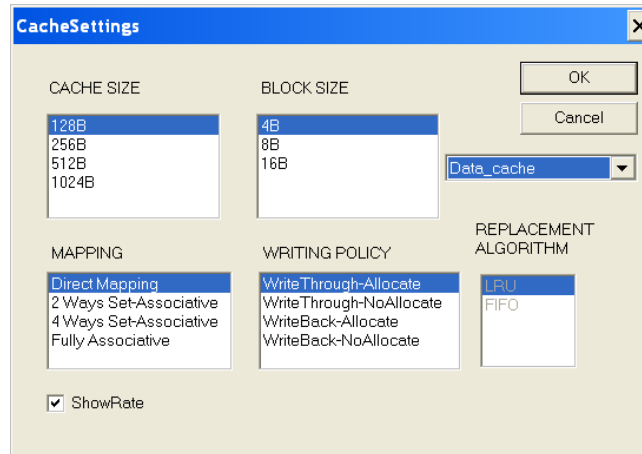 CacheSettings
OK
CACHE SIZE
BLOCK SIZE
Cancel
128B
256B
512B
1024B
4B
8B
16B
Data_cache
REPLACEMENT
ALGORITHM
MAPPING
WRITING POLICY
Direct Mapping
2 Ways Set-Associative
4 Ways Set-Associative
Fully Associative
WriteThrough-Allocate
WriteThrough-NoAllocate
WriteBack-Allocate
WriteBack-NoAllocate
LRU
FIFO
ShowRate